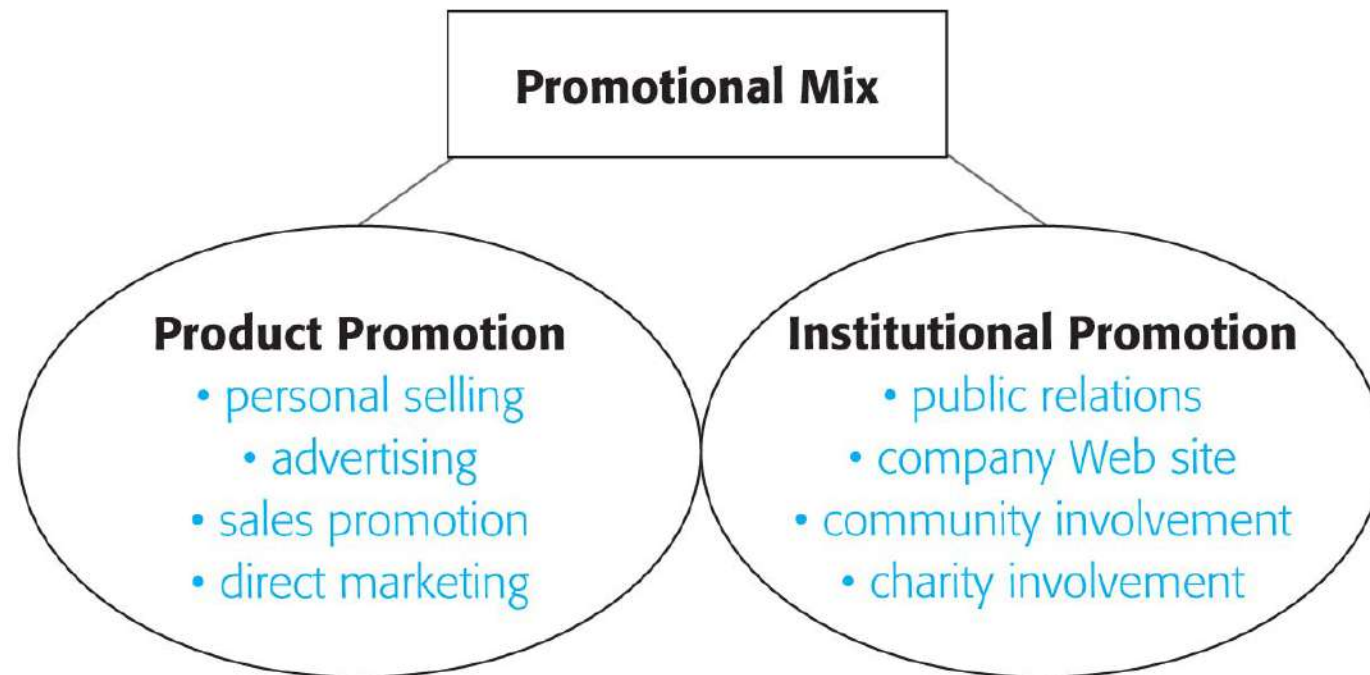 Promotional Mix
Product Promotion
• personal selling
• advertising
• sales promotion
• direct marketing
Institutional Promotion
• public relations
• company Web site
• community involvement
• charity involvement